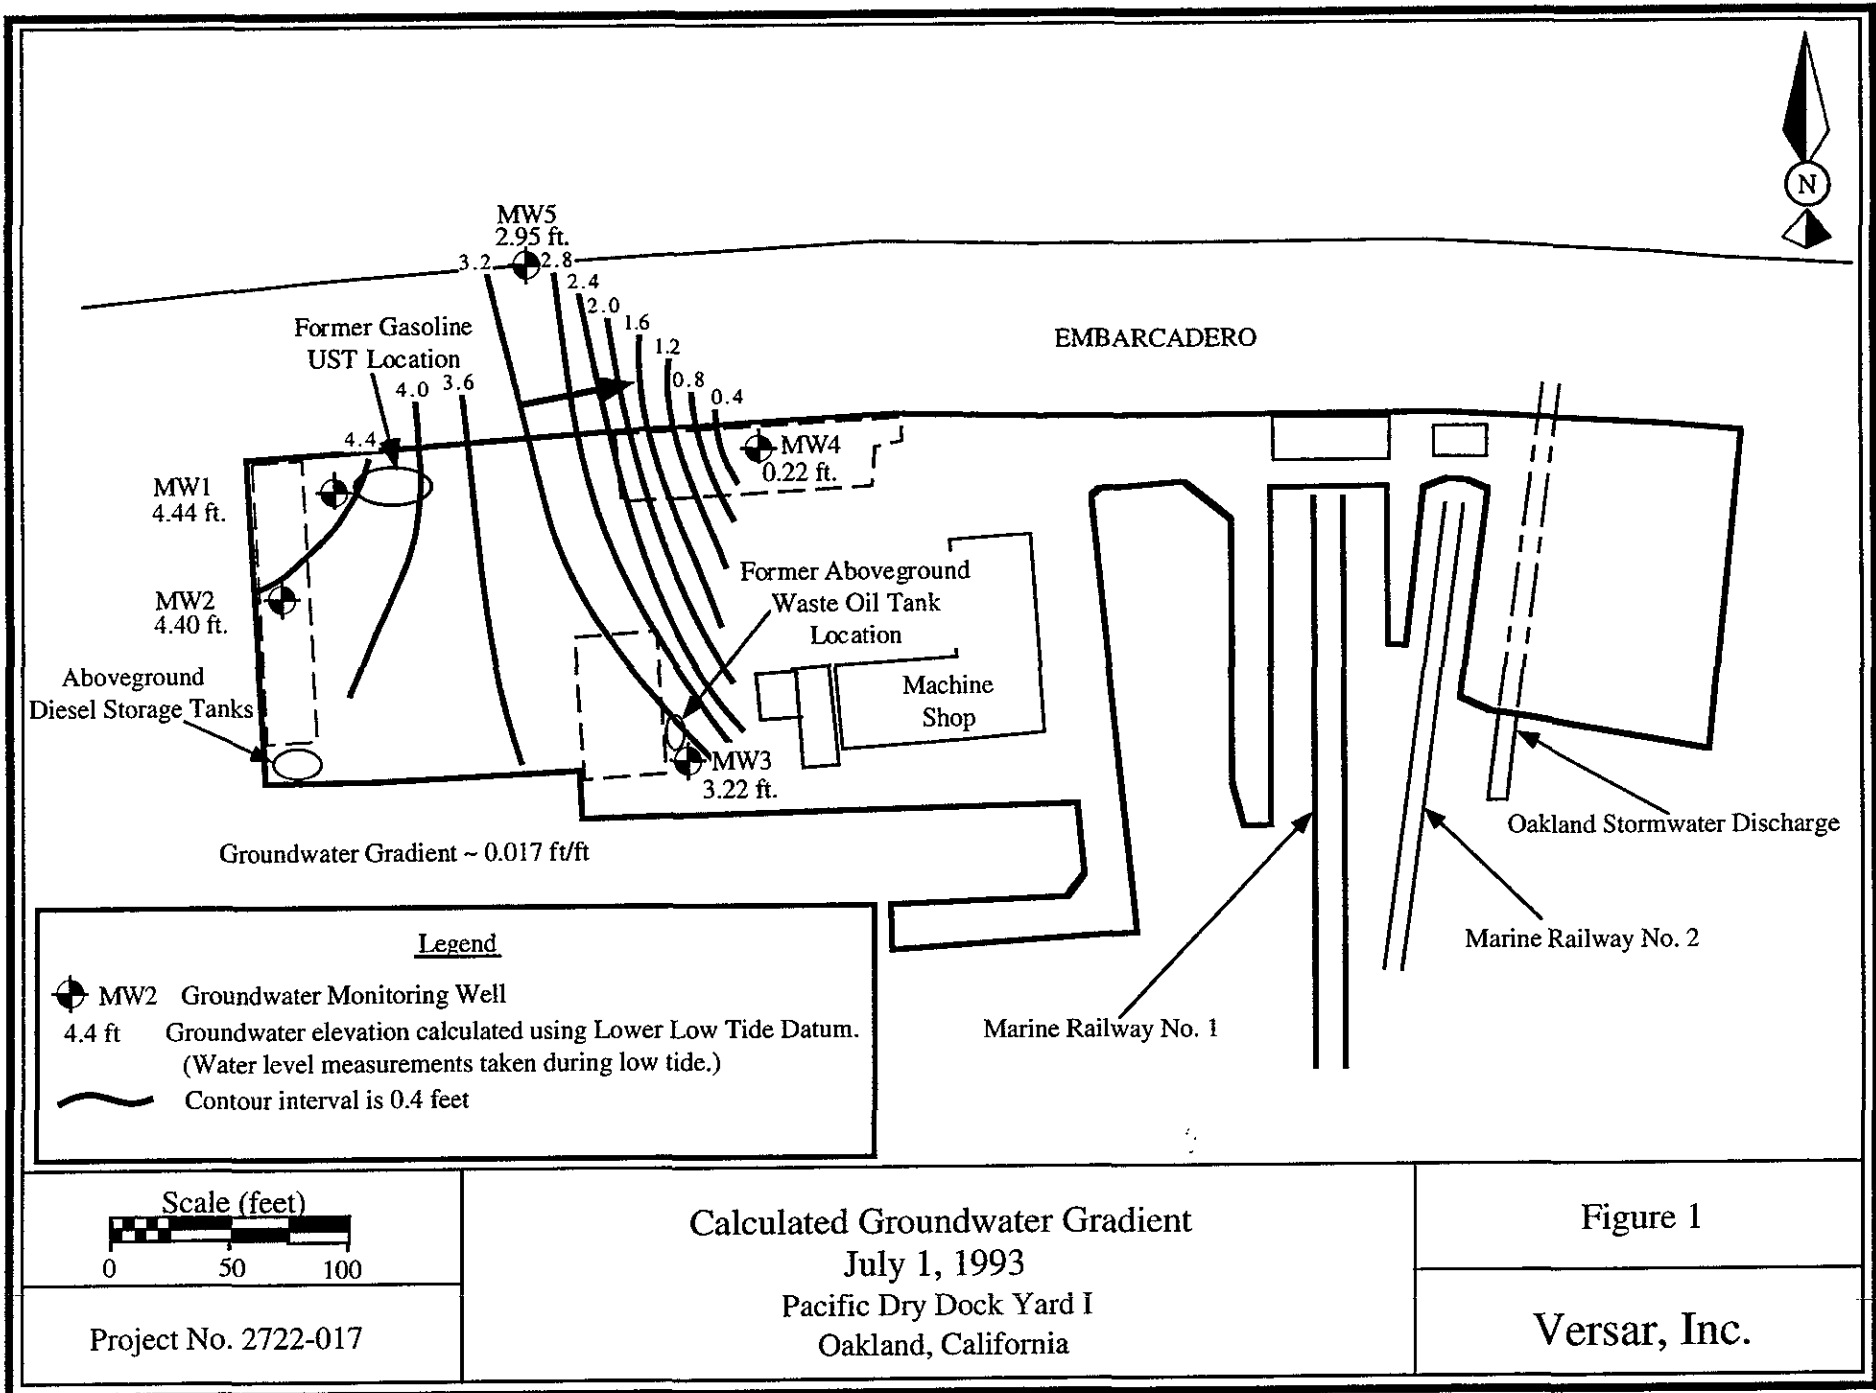 N
MW5
2.95 ft.
3.2
2.8
2.4
2.0
1.6
1.2
0.8
0.4
Former Gasoline
UST Location
4.0
3.6
4.4
EMBARCADERO
MW4
0.22 ft.
MW1
4.44 ft.
MW2
4.40 ft.
Former Aboveground
Waste Oil Tank
Location
Aboveground
Diesel Storage Tanks
Machine
Shop
MW3
3.22 ft.
Oakland Stormwater Discharge
Groundwater Gradient ~ 0.017 ft/ft
Marine Railway No. 2
Marine Railway No. 1
Legend
MW2 Groundwater Monitoring Well
4.4 ft Groundwater elevation calculated using Lower Low Tide Datum.
(Water level measurements taken during low tide.)
Contour interval is 0.4 feet
Scale (feet)
0 50 100
Project No. 2722-017
Calculated Groundwater Gradient
July 1, 1993
Pacific Dry Dock Yard I
Oakland, California
Figure 1
Versar, Inc.